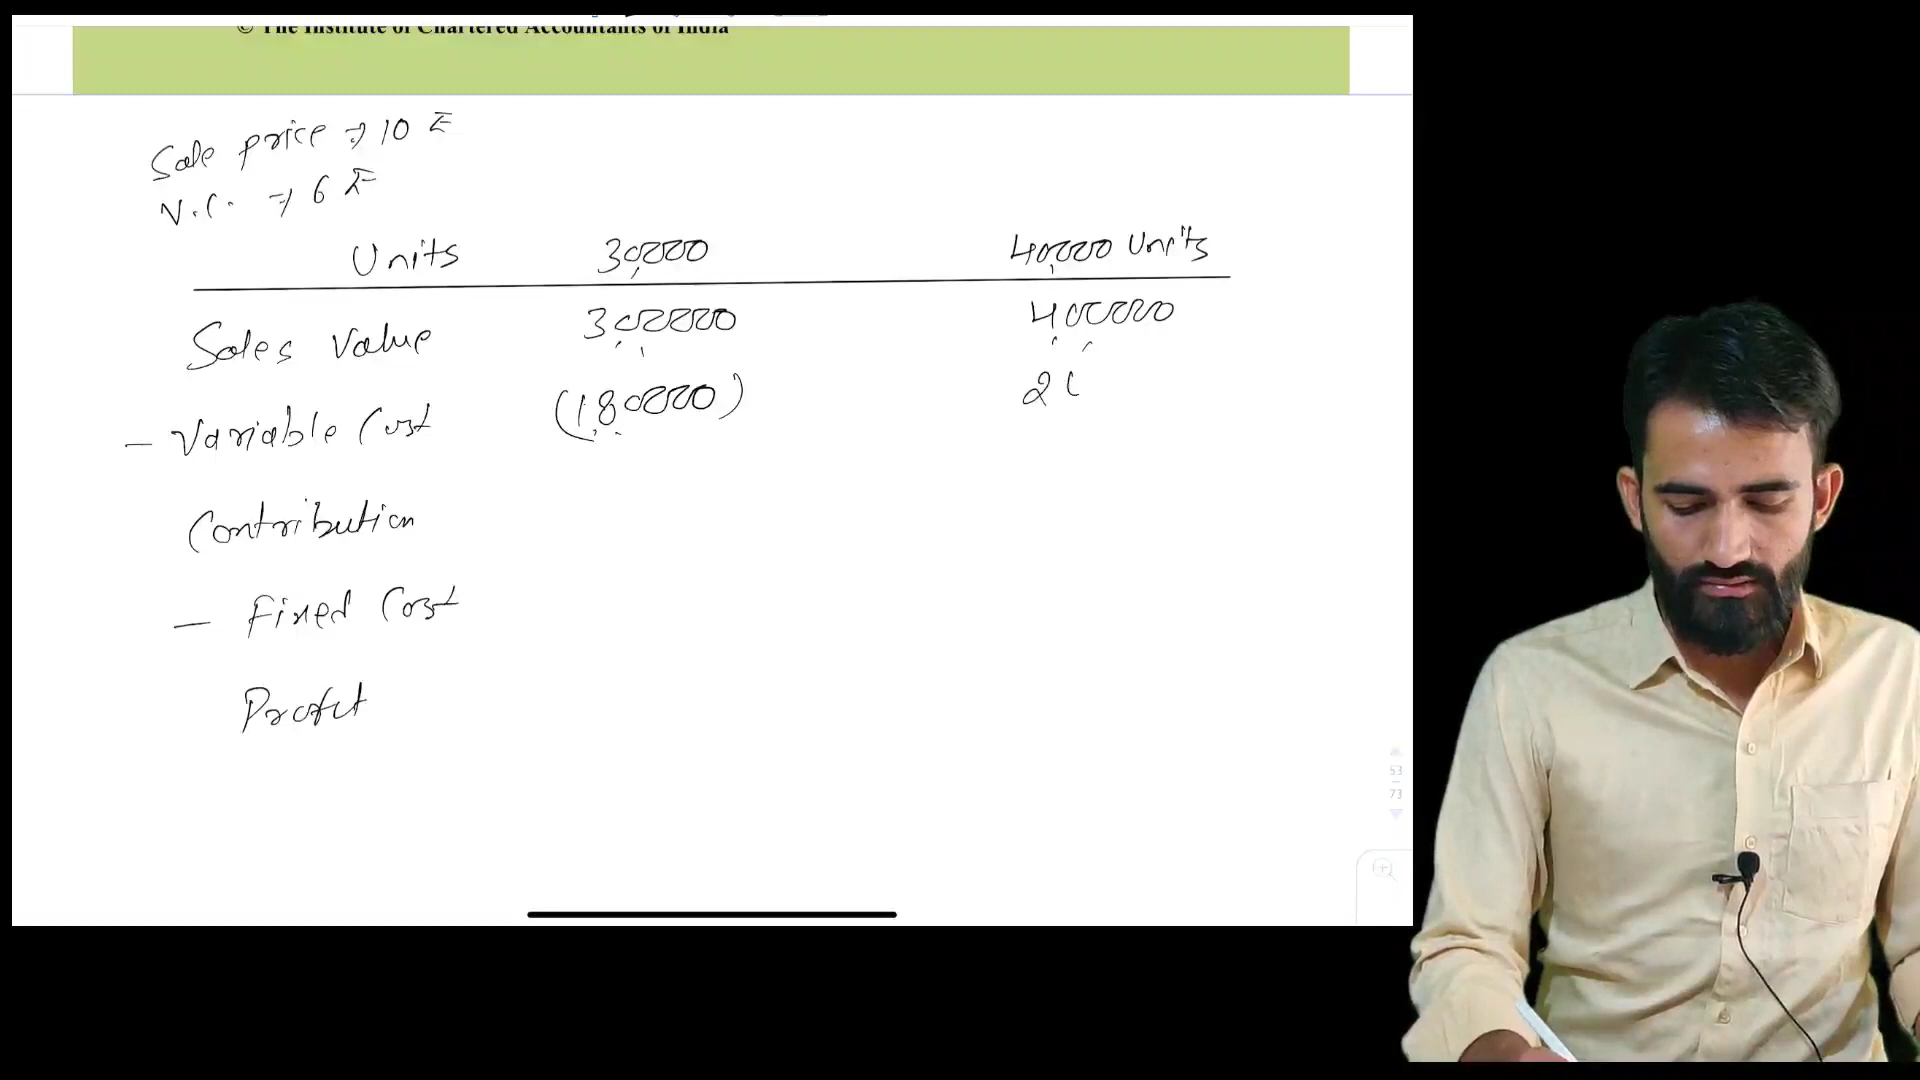 © The Institute of Chartered Accountants of India
Sale price ⇒ 10 ₹
V.C. ⇒ 6 ₹
Units 30,000 40,000 Units
Sales Value 3,00,000 4,00,000
- Variable Cost (1,80,000) 2
Contribution
- Fixed Cost
Profit
53
73